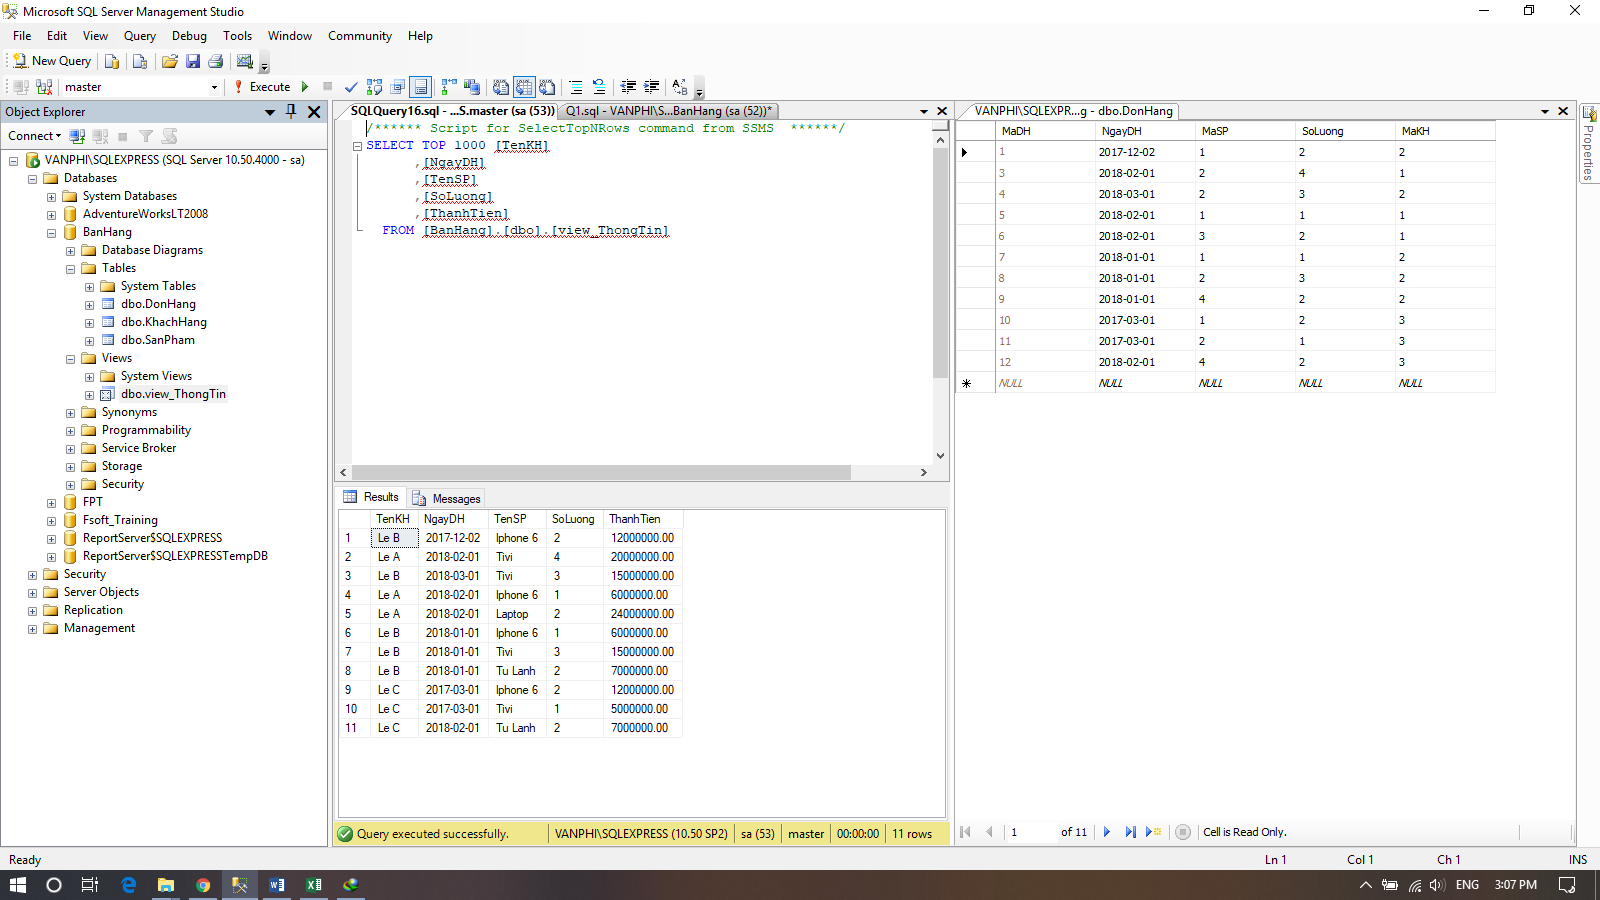 Microsoft SQL Server Management Studio
File Edit View Query Debug Tools Window Community Help
New Query
master Execute
Object Explorer
Connect
VANPHI\SQLEXPRESS (SQL Server 10.50.4000 - sa)
Databases
System Databases
AdventureWorksLT2008
BanHang
Database Diagrams
Tables
System Tables
dbo.DonHang
dbo.KhachHang
dbo.SanPham
Views
System Views
dbo.view_ThongTin
Synonyms
Programmability
Service Broker
Storage
Security
FPT
Fsoft_Training
ReportServer$SQLEXPRESS
ReportServer$SQLEXPRESSTempDB
Security
Server Objects
Replication
Management
SQLQuery16.sql - ...S.master (sa (53)) Q1.sql - VANPHI\S...BanHang (sa (52))*
/****** Script for SelectTopNRows command from SSMS  ******/
SELECT TOP 1000 [TenKH]
,[NgayDH]
,[TenSP]
,[SoLuong]
,[ThanhTien]
FROM [BanHang].[dbo].[view_ThongTin]
Results Messages
TenKH NgayDH TenSP SoLuong ThanhTien
1 Le B 2017-12-02 Iphone 6 2 12000000.00
2 Le A 2018-02-01 Tivi 4 20000000.00
3 Le B 2018-03-01 Tivi 3 15000000.00
4 Le A 2018-02-01 Iphone 6 1 6000000.00
5 Le A 2018-02-01 Laptop 2 24000000.00
6 Le B 2018-01-01 Iphone 6 1 6000000.00
7 Le B 2018-01-01 Tivi 3 15000000.00
8 Le B 2018-01-01 Tu Lanh 2 7000000.00
9 Le C 2017-03-01 Iphone 6 2 12000000.00
10 Le C 2017-03-01 Tivi 1 5000000.00
11 Le C 2018-02-01 Tu Lanh 2 7000000.00
Query executed successfully. VANPHI\SQLEXPRESS (10.50 SP2) sa (53) master 00:00:00 11 rows
VANPHI\SQLEXPR...g - dbo.DonHang
MaDH NgayDH MaSP SoLuong MaKH
1 2017-12-02 1 2 2
3 2018-02-01 2 4 1
4 2018-03-01 2 3 2
5 2018-02-01 1 1 1
6 2018-02-01 3 2 1
7 2018-01-01 1 1 2
8 2018-01-01 2 3 2
9 2018-01-01 4 2 2
10 2017-03-01 1 2 3
11 2017-03-01 2 1 3
12 2018-02-01 4 2 3
NULL NULL NULL NULL NULL
1 of 11 Cell is Read Only.
Properties
Ready Ln 1 Col 1 Ch 1 INS
ENG 3:07 PM